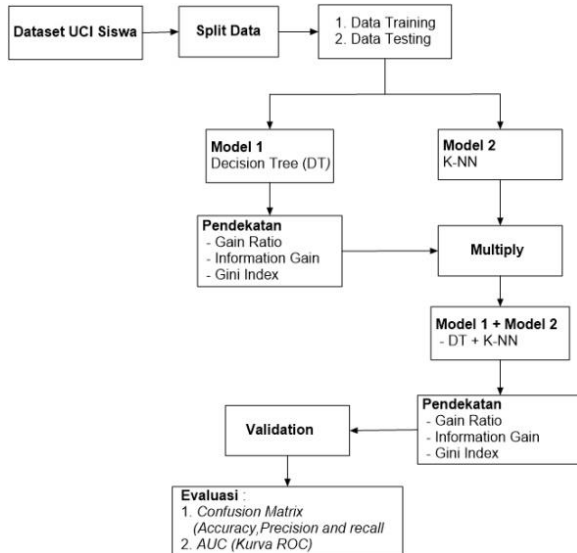 Dataset UCI Siswa
Split Data
1. Data Training
2. Data Testing
Model 1
Decision Tree (DT)
Model 2
K-NN
Pendekatan
- Gain Ratio
- Information Gain
- Gini Index
Multiply
Model 1 + Model 2
- DT + K-NN
Pendekatan
- Gain Ratio
- Information Gain
- Gini Index
Validation
Evaluasi :
1. Confusion Matrix
(Accuracy,Precision and recall
2. AUC (Kurva ROC)